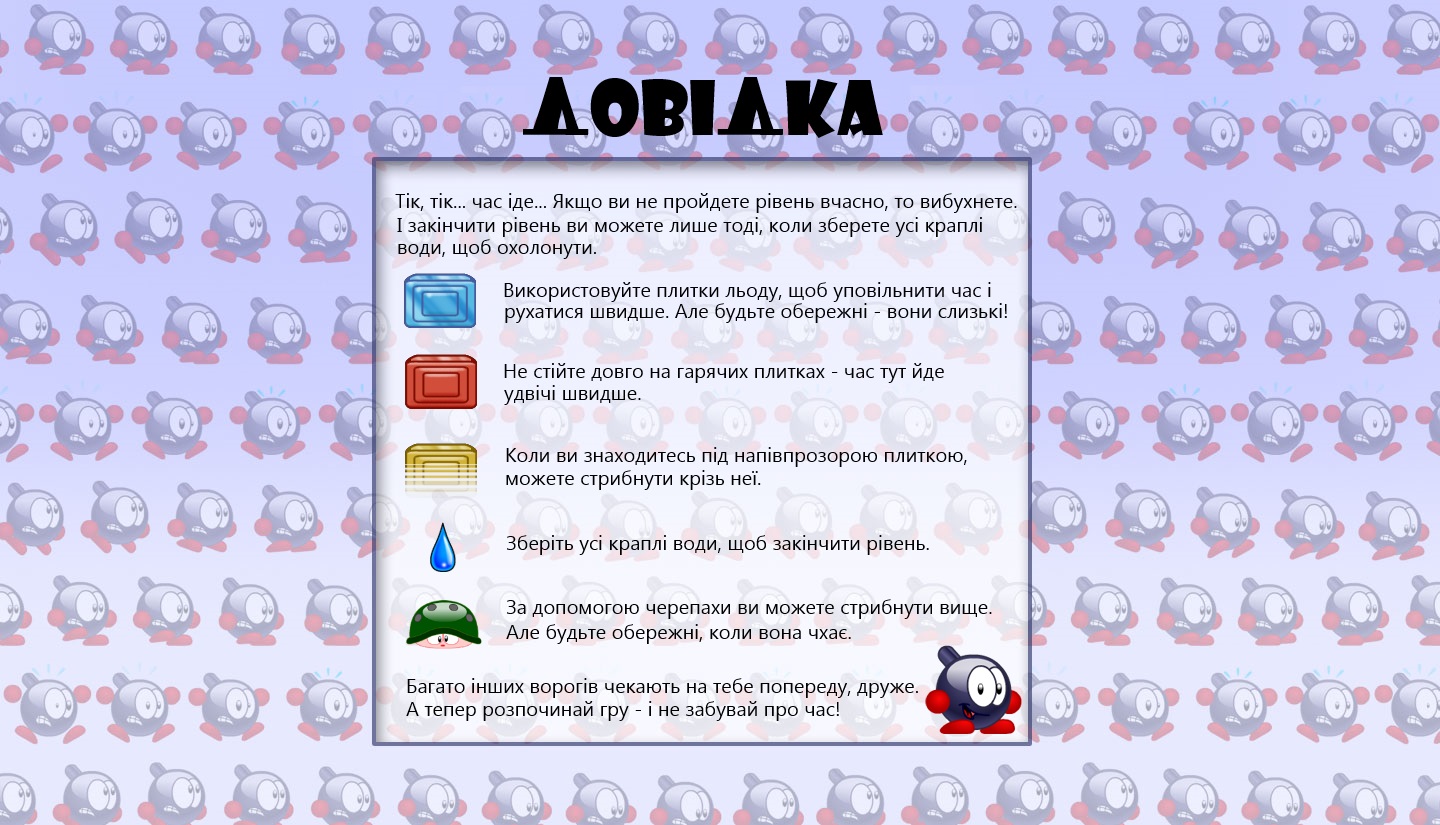 ДОВІДКА
Тік, тік... час іде... Якщо ви не пройдете рівень вчасно, то вибухнете.
І закінчити рівень ви можете лише тоді, коли зберете усі краплі
води, щоб охолонути.
Використовуйте плитки льоду, щоб уповільнити час і
рухатися швидше. Але будьте обережні - вони слизькі!
Не стійте довго на гарячих плитках - час тут йде
удвічі швидше.
Коли ви знаходитесь під напівпрозорою плиткою,
можете стрибнути крізь неї.
Зберіть усі краплі води, щоб закінчити рівень.
За допомогою черепахи ви можете стрибнути вище.
Але будьте обережні, коли вона чхає.
Багато інших ворогів чекають на тебе попереду, друже.
А тепер розпочинай гру - і не забувай про час!